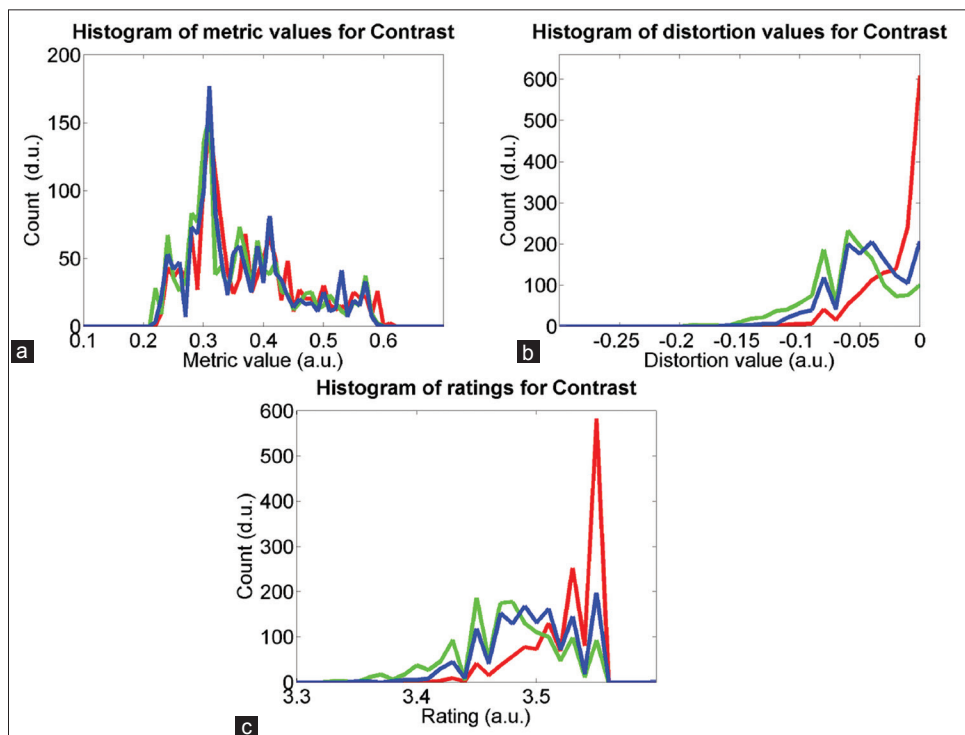 Histogram of metric values for Contrast
200
150
100
50
0
Count (d.u.)
0.1 0.2 0.3 0.4 0.5 0.6
Metric value (a.u.)
a
Histogram of distortion values for Contrast
600
500
400
300
200
100
0
Count (d.u.)
-0.25 -0.2 -0.15 -0.1 -0.05 0
Distortion value (a.u.)
b
Histogram of ratings for Contrast
600
500
400
300
200
100
0
Count (d.u.)
3.3 3.4 3.5
Rating (a.u.)
c